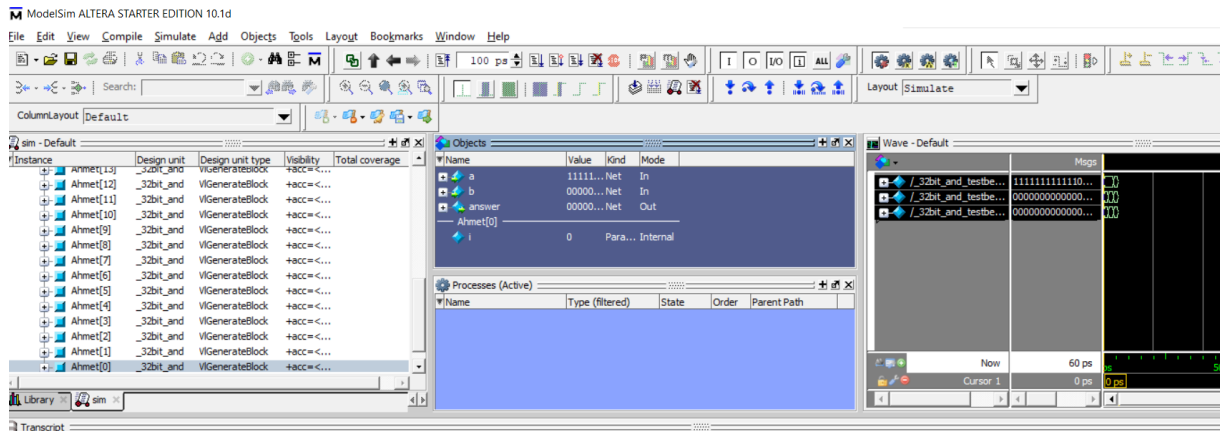 ModelSim ALTERA STARTER EDITION 10.1d
File Edit View Compile Simulate Add Objects Tools Layout Bookmarks Window Help
100 ps
I O I/O ALL
Search:
Layout Simulate
ColumnLayout Default
sim - Default
Instance Design unit Design unit type Visibility Total coverage
Ahmet[13] _32bit_and VlGenerateBlock +acc=<...
Ahmet[12] _32bit_and VlGenerateBlock +acc=<...
Ahmet[11] _32bit_and VlGenerateBlock +acc=<...
Ahmet[10] _32bit_and VlGenerateBlock +acc=<...
Ahmet[9] _32bit_and VlGenerateBlock +acc=<...
Ahmet[8] _32bit_and VlGenerateBlock +acc=<...
Ahmet[7] _32bit_and VlGenerateBlock +acc=<...
Ahmet[6] _32bit_and VlGenerateBlock +acc=<...
Ahmet[5] _32bit_and VlGenerateBlock +acc=<...
Ahmet[4] _32bit_and VlGenerateBlock +acc=<...
Ahmet[3] _32bit_and VlGenerateBlock +acc=<...
Ahmet[2] _32bit_and VlGenerateBlock +acc=<...
Ahmet[1] _32bit_and VlGenerateBlock +acc=<...
Ahmet[0] _32bit_and VlGenerateBlock +acc=<...
Library sim
Objects
Name Value Kind Mode
a 11111... Net In
b 00000... Net In
answer 00000... Net Out
Ahmet[0]
i 0 Para... Internal
Processes (Active)
Name Type (filtered) State Order Parent Path
Wave - Default
Msgs
/_32bit_and_testbe... 1111111111110...
/_32bit_and_testbe... 0000000000000...
/_32bit_and_testbe... 0000000000000...
Now 60 ps ps
Cursor 1 0 ps 0 ps
Transcript